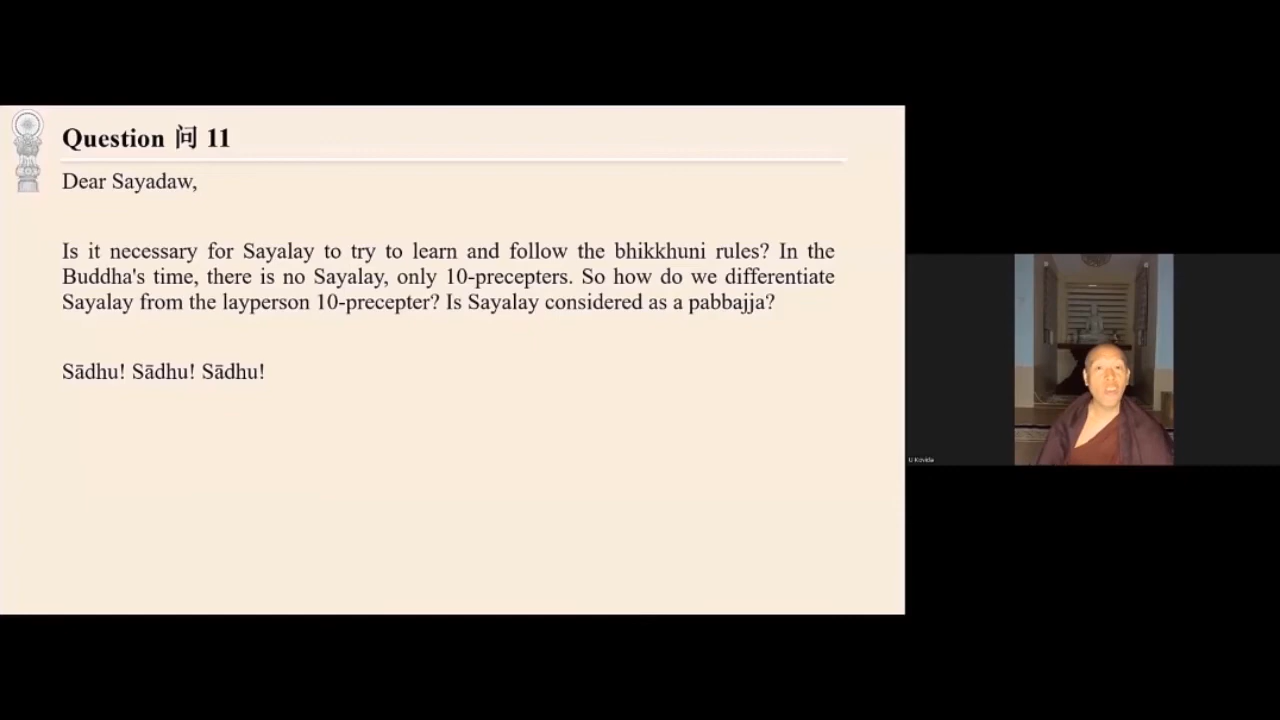 Question 问 11
Dear Sayadaw,
Is it necessary for Sayalay to try to learn and follow the bhikkhuni rules? In the
Buddha's time, there is no Sayalay, only 10-precepters. So how do we differentiate
Sayalay from the layperson 10-precepter? Is Sayalay considered as a pabbajja?
Sādhu! Sādhu! Sādhu!
U Kovida